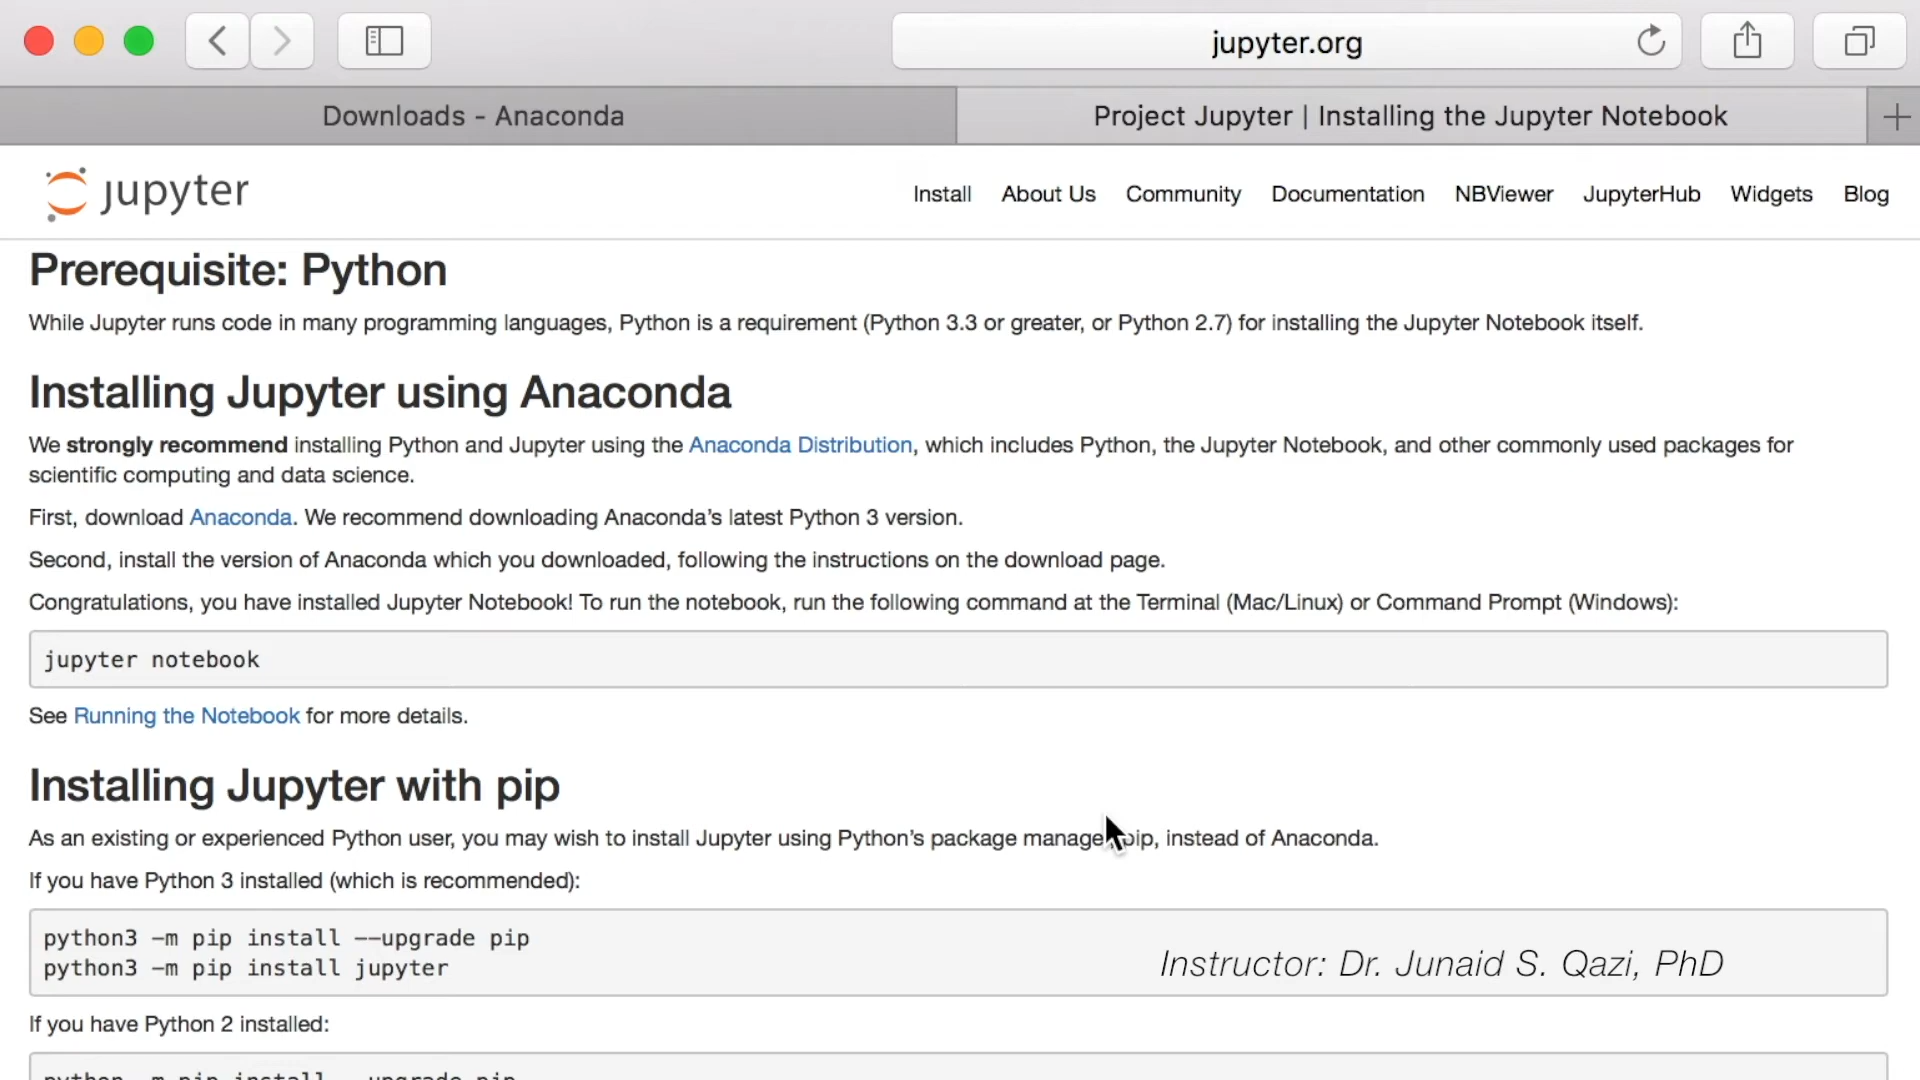 jupyter.org
Downloads - Anaconda
Project Jupyter | Installing the Jupyter Notebook
jupyter
Install About Us Community Documentation NBViewer JupyterHub Widgets Blog
Prerequisite: Python
While Jupyter runs code in many programming languages, Python is a requirement (Python 3.3 or greater, or Python 2.7) for installing the Jupyter Notebook itself.
Installing Jupyter using Anaconda
We strongly recommend installing Python and Jupyter using the Anaconda Distribution, which includes Python, the Jupyter Notebook, and other commonly used packages for
scientific computing and data science.
First, download Anaconda. We recommend downloading Anaconda’s latest Python 3 version.
Second, install the version of Anaconda which you downloaded, following the instructions on the download page.
Congratulations, you have installed Jupyter Notebook! To run the notebook, run the following command at the Terminal (Mac/Linux) or Command Prompt (Windows):
jupyter notebook
See Running the Notebook for more details.
Installing Jupyter with pip
As an existing or experienced Python user, you may wish to install Jupyter using Python’s package manager, pip, instead of Anaconda.
If you have Python 3 installed (which is recommended):
python3 -m pip install --upgrade pip
python3 -m pip install jupyter
Instructor: Dr. Junaid S. Qazi, PhD
If you have Python 2 installed:
python -m pip install --upgrade pip